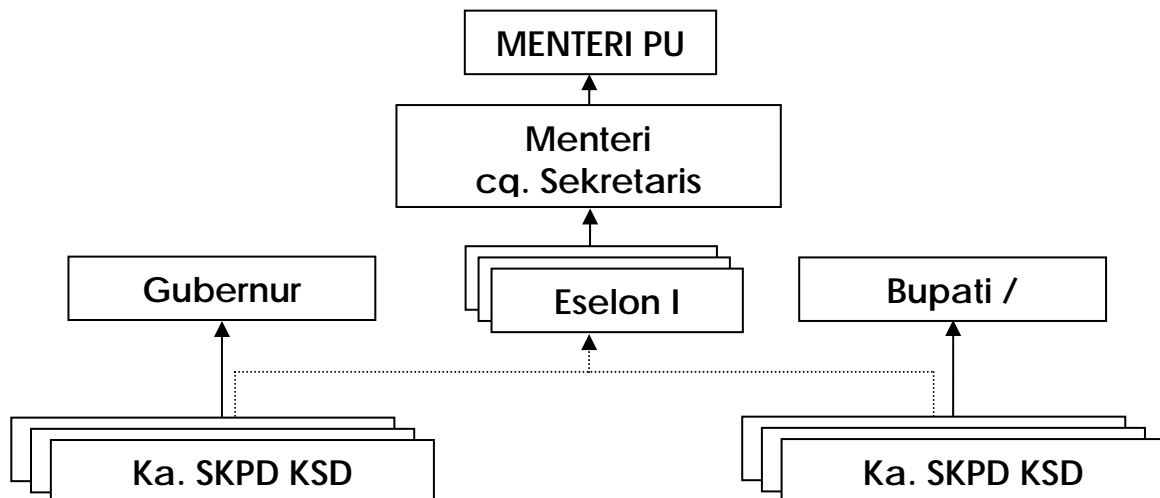 MENTERI PU
Menteri
cq. Sekretaris
Gubernur
Eselon I
Bupati /
Ka. SKPD KSD
Ka. SKPD KSD